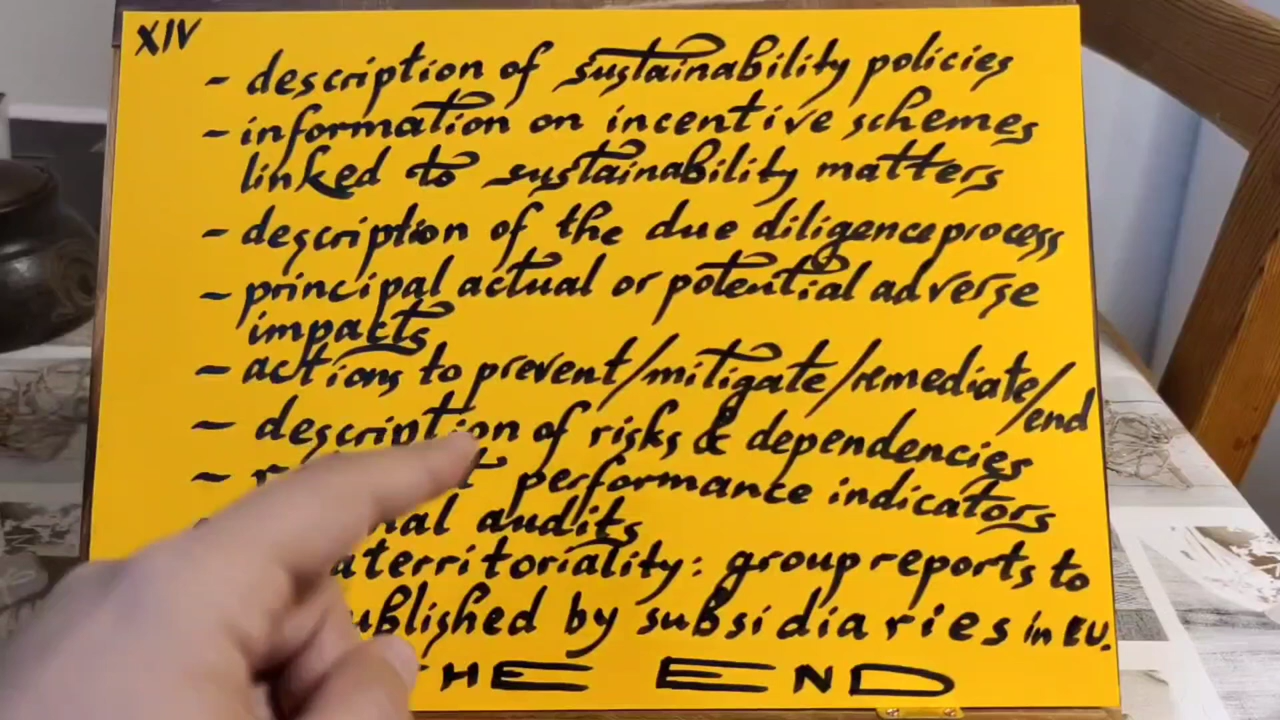 XIV
- description of sustainability policies
- information on incentive schemes
linked to sustainability matters
- description of the due diligence process
- principal actual or potential adverse
impacts
- actions to prevent/mitigate/remediate/
end
- description of risks & dependencies
- performance indicators
audits
: group reports to
by subsidiaries in EU.
END